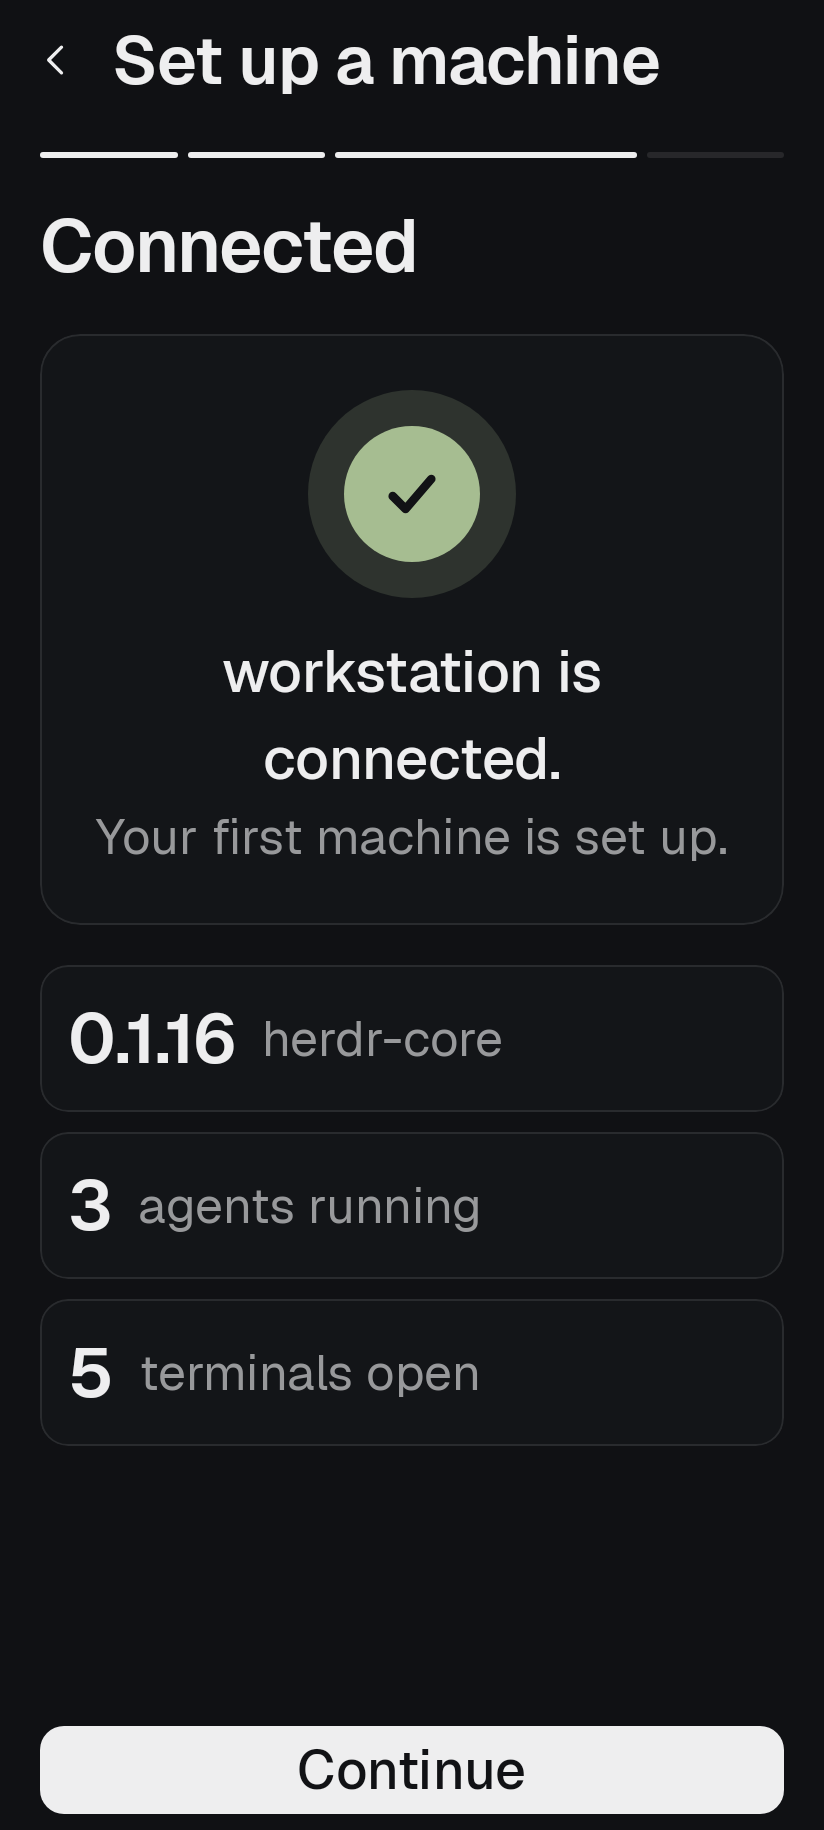 Set up a machine
Connected
workstation is
connected.
Your first machine is set up.
0.1.16 herdr-core
3 agents running
5 terminals open
Continue